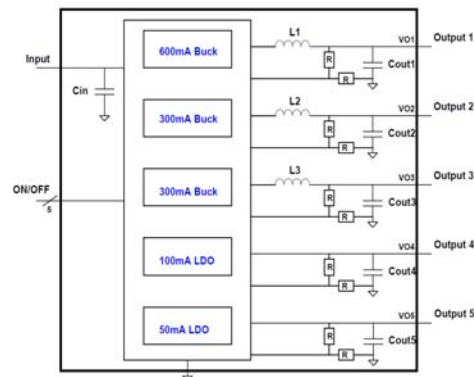 L1
VO1
Output 1
600mA Buck
R
Cout1
R
Input
Cin
L2
VO2
Output 2
300mA Buck
R
Cout2
R
L3
VO3
Output 3
300mA Buck
R
Cout3
R
ON/OFF
5
VO4
Output 4
100mA LDO
R
Cout4
R
VO5
Output 5
50mA LDO
R
Cout5
R